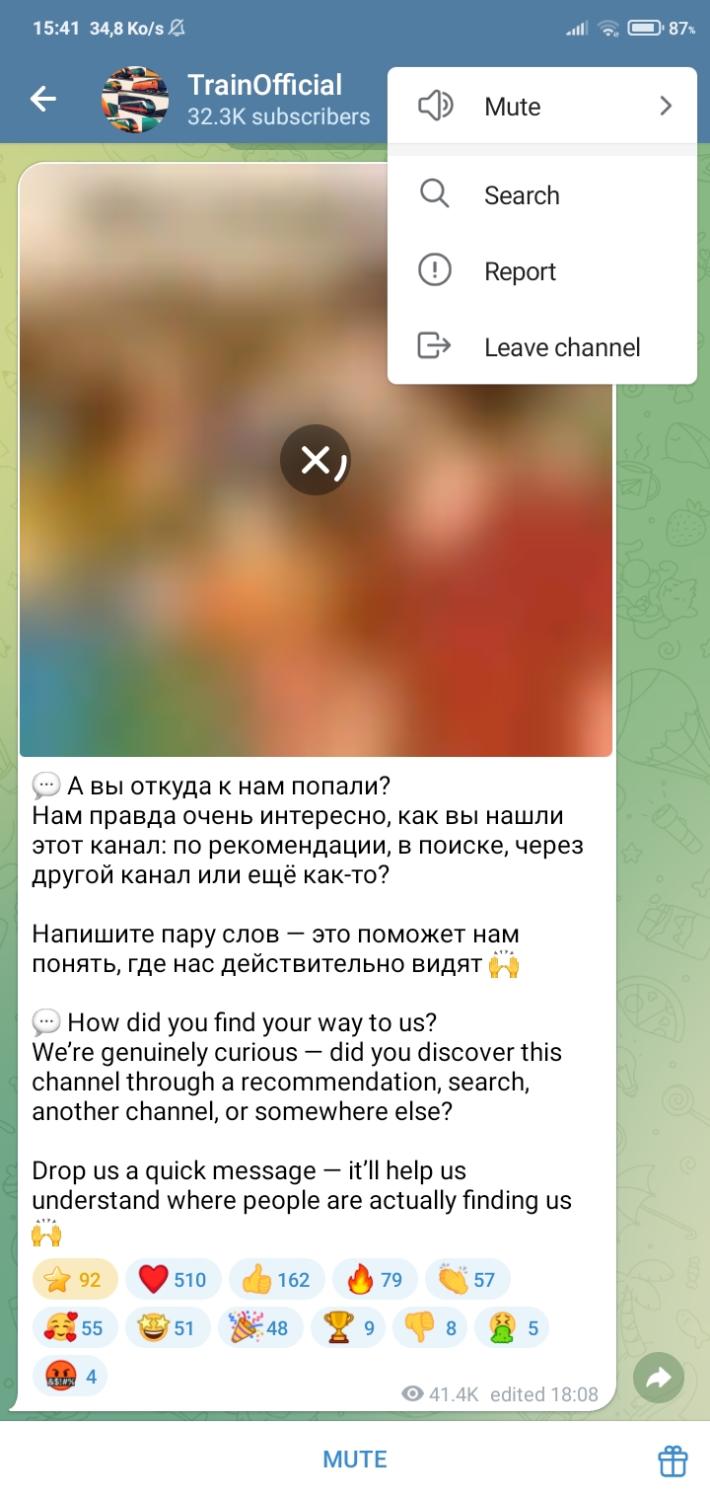 15:41 34,8 Ko/s 87%
TrainOfficial
32.3K subscribers
Mute
Search
Report
Leave channel
💬 А вы откуда к нам попали?
Нам правда очень интересно, как вы нашли
этот канал: по рекомендации, в поиске, через
другой канал или ещё как-то?
Напишите пару слов — это поможет нам
понять, где нас действительно видят 🙌
💬 How did you find your way to us?
We’re genuinely curious — did you discover this
channel through a recommendation, search,
another channel, or somewhere else?
Drop us a quick message — it’ll help us
understand where people are actually finding us
🙌
⭐ 92 ❤️ 510 👍 162 🔥 79 👏 57
🥰 55 🤩 51 🎉 48 🏆 9 👎 8 🤮 5
🤬 4
41.4K edited 18:08
MUTE